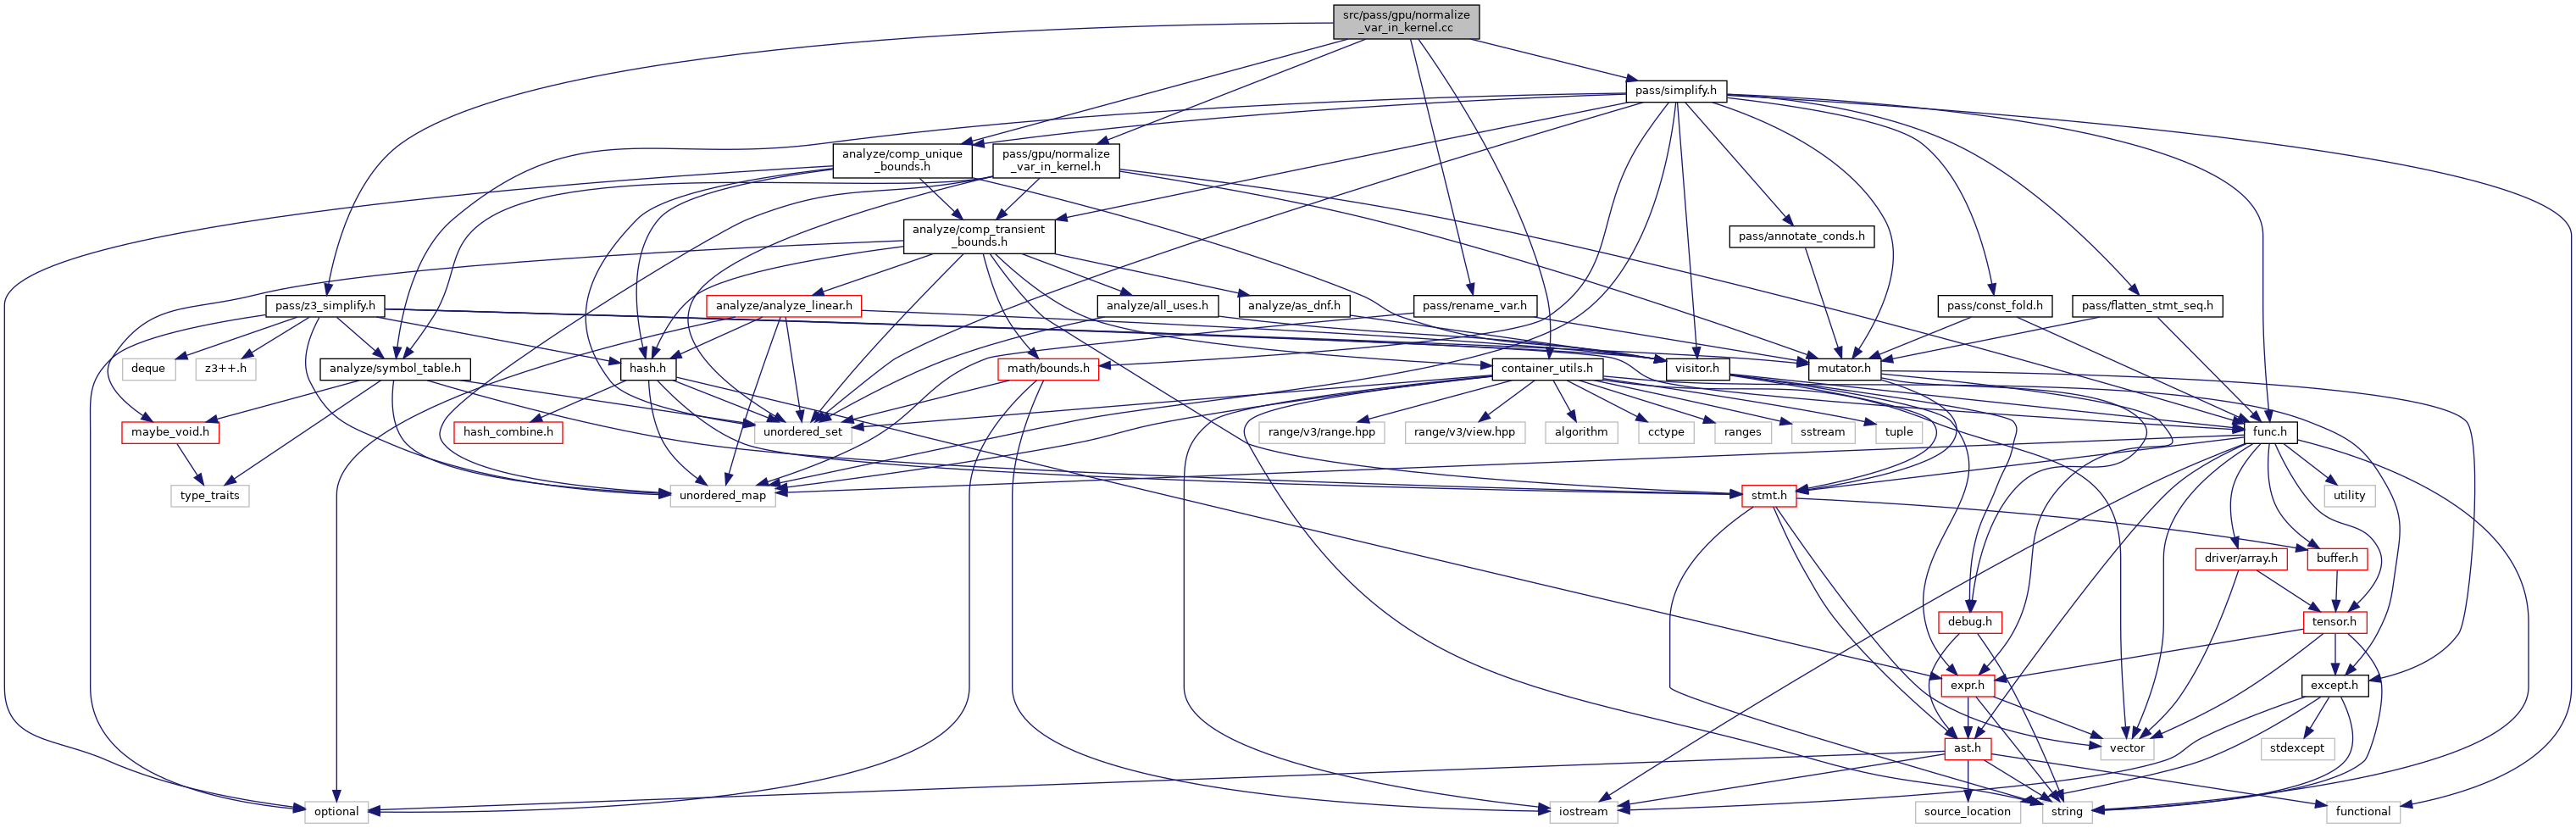 src/pass/gpu/normalize
_var_in_kernel.cc
pass/simplify.h
analyze/comp_unique
_bounds.h
pass/gpu/normalize
_var_in_kernel.h
analyze/comp_transient
_bounds.h
pass/annotate_conds.h
pass/z3_simplify.h
analyze/analyze_linear.h
analyze/all_uses.h
analyze/as_dnf.h
pass/rename_var.h
pass/const_fold.h
pass/flatten_stmt_seq.h
deque
z3++.h
analyze/symbol_table.h
hash.h
math/bounds.h
container_utils.h
visitor.h
mutator.h
maybe_void.h
hash_combine.h
unordered_set
range/v3/range.hpp
range/v3/view.hpp
algorithm
cctype
ranges
sstream
tuple
func.h
type_traits
unordered_map
stmt.h
utility
driver/array.h
buffer.h
debug.h
tensor.h
expr.h
except.h
ast.h
vector
stdexcept
optional
iostream
source_location
string
functional